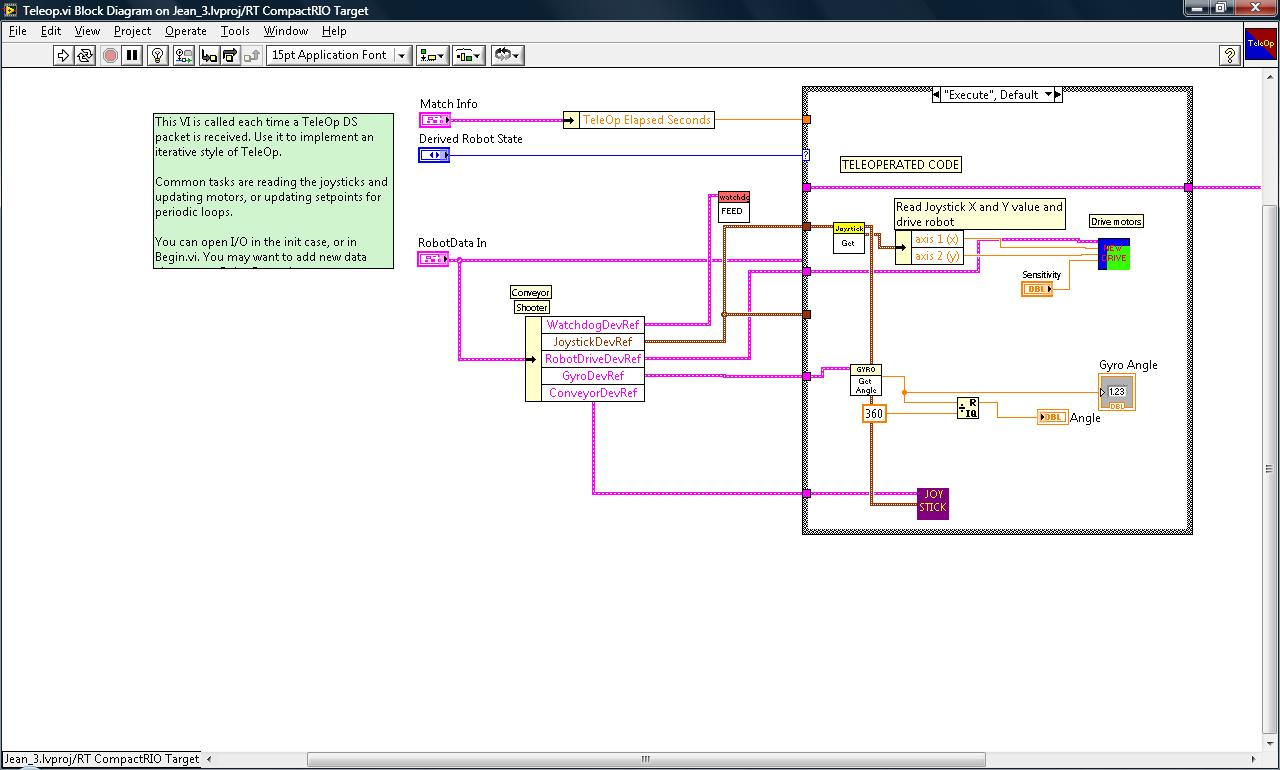 Teleop.vi Block Diagram on Jean_3.lvproj/RT CompactRIO Target
File Edit View Project Operate Tools Window Help
15pt Application Font
TeleOp
This VI is called each time a TeleOp DS
packet is received. Use it to implement an
iterative style of TeleOp.
Common tasks are reading the joysticks and
updating motors, or updating setpoints for
periodic loops.
You can open I/O in the init case, or in
Begin.vi. You may want to add new data
Match Info
TeleOp Elapsed Seconds
Derived Robot State
"Execute", Default
?
TELEOPERATED CODE
watchdo
FEED
Read Joystick X and Y value and
drive robot
Drive motors
Joystick
Get
axis 1 (x)
axis 2 (y)
NEW
DRIVE
RobotData In
Sensitivity
DBL
Conveyor
Shooter
WatchdogDevRef
JoystickDevRef
RobotDriveDevRef
GyroDevRef
ConveyorDevRef
GYRO
Get
Angle
360
R
IQ
Gyro Angle
1.23
DBL
DBL
Angle
JOY
STICK
Jean_3.lvproj/RT CompactRIO Target